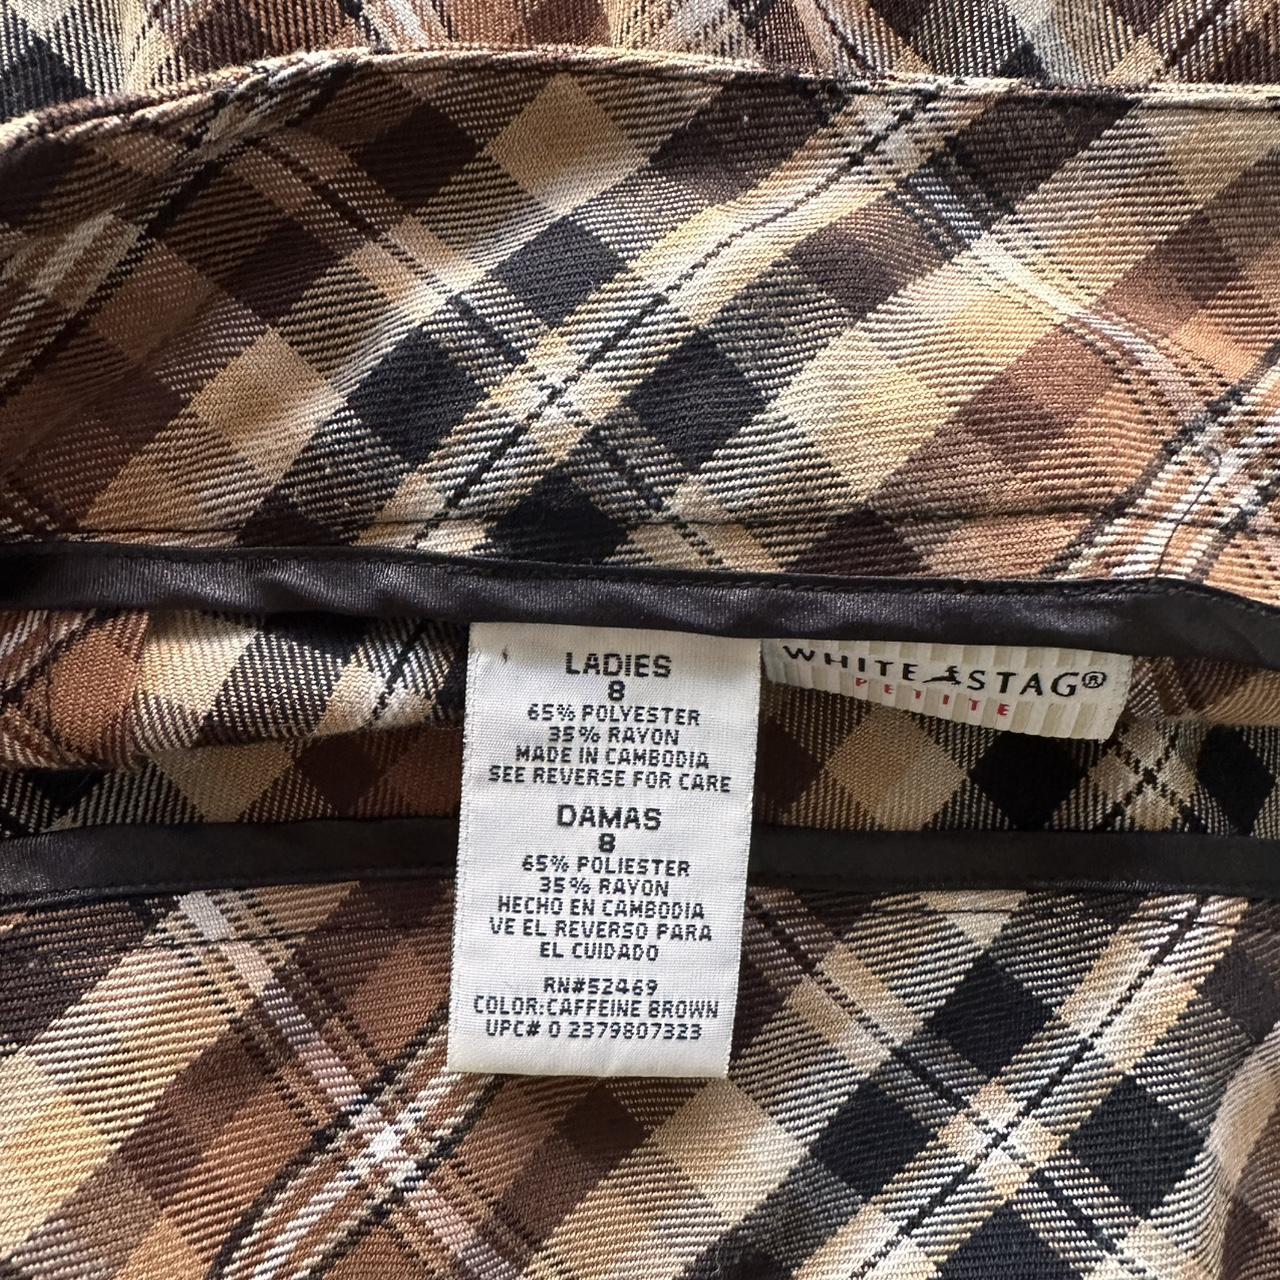 LADIES
8
65% POLYESTER
35% RAYON
MADE IN CAMBODIA
SEE REVERSE FOR CARE
DAMAS
8
65% POLIESTER
35% RAYON
HECHO EN CAMBODIA
VE EL REVERSO PARA
EL CUIDADO
RN#52469
COLOR:CAFFEINE BROWN
UPC# 0 2379807323
WHITE STAG®
PETITE